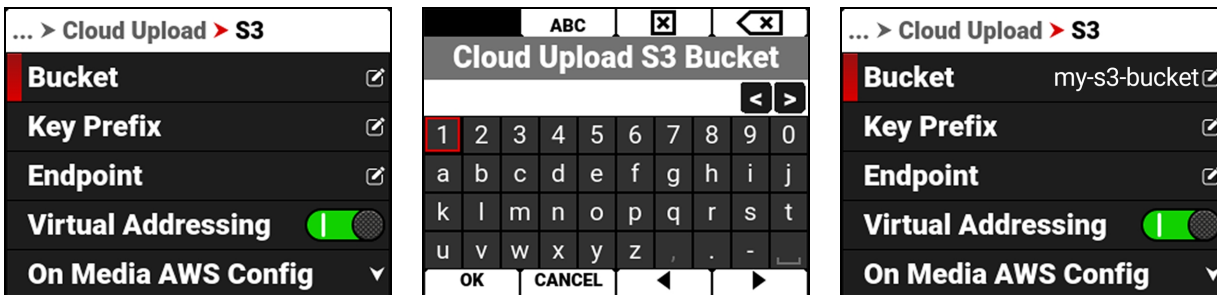 ... > Cloud Upload > S3
Bucket
Key Prefix
Endpoint
Virtual Addressing
On Media AWS Config
ABC
Cloud Upload S3 Bucket
< >
1 2 3 4 5 6 7 8 9 0
a b c d e f g h i j
k l m n o p q r s t
u v w x y z , . -
OK CANCEL
... > Cloud Upload > S3
Bucket my-s3-bucket
Key Prefix
Endpoint
Virtual Addressing
On Media AWS Config